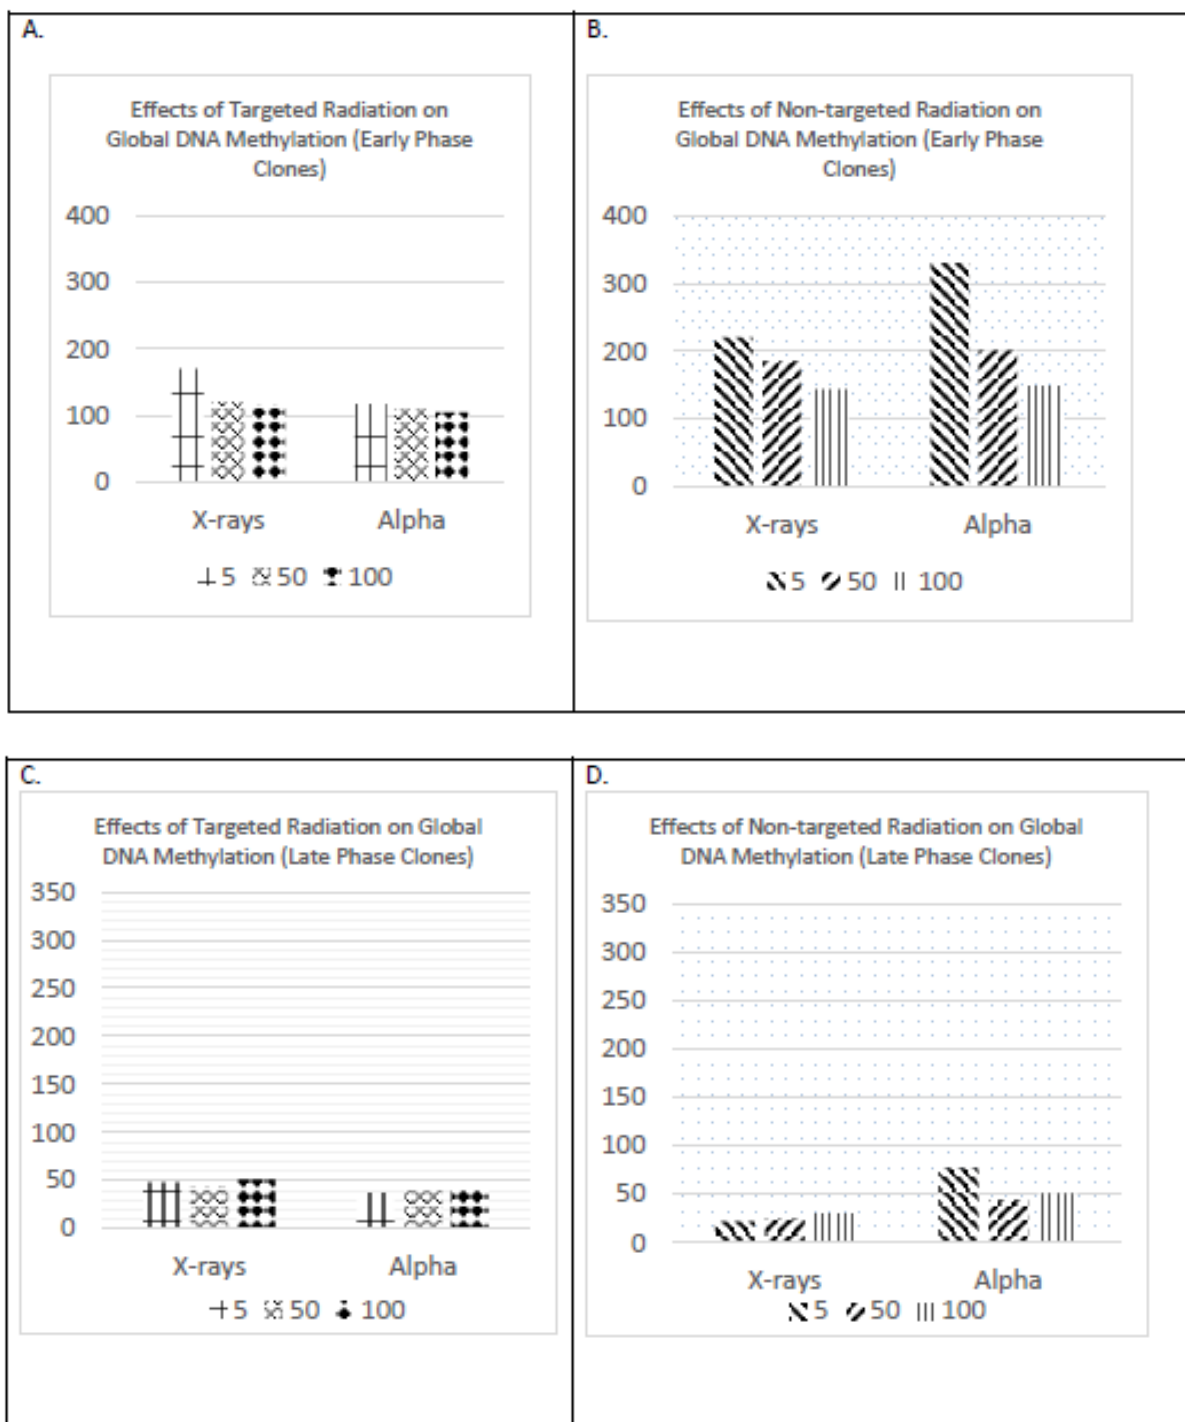 A.
Effects of Targeted Radiation on
Global DNA Methylation (Early Phase
Clones)
400
300
200
100
0
X-rays Alpha
5 50 100
B.
Effects of Non-targeted Radiation on
Global DNA Methylation (Early Phase
Clones)
400
300
200
100
0
X-rays Alpha
5 50 100
C.
Effects of Targeted Radiation on Global
DNA Methylation (Late Phase Clones)
350
300
250
200
150
100
50
0
X-rays Alpha
5 50 100
D.
Effects of Non-targeted Radiation on Global
DNA Methylation (Late Phase Clones)
350
300
250
200
150
100
50
0
X-rays Alpha
5 50 100